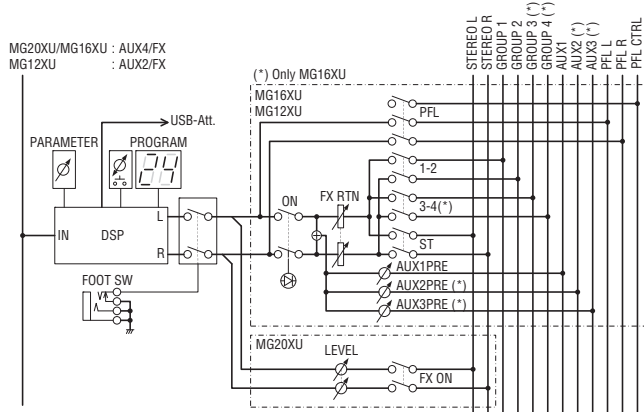 MG20XU/MG16XU : AUX4/FX
MG12XU : AUX2/FX
(*) Only MG16XU
STEREO L
STEREO R
GROUP 1
GROUP 2
GROUP 3 (*)
GROUP 4 (*)
AUX1
AUX2 (*)
AUX3 (*)
PFL L
PFL R
PFL CTRL
MG16XU
MG12XU
PFL
USB-Att.
PARAMETER
PROGRAM
24
1-2
ON
FX RTN
3-4(*)
L
IN
DSP
R
ST
FOOT SW
AUX1PRE
AUX2PRE (*)
AUX3PRE (*)
MG20XU
LEVEL
FX ON